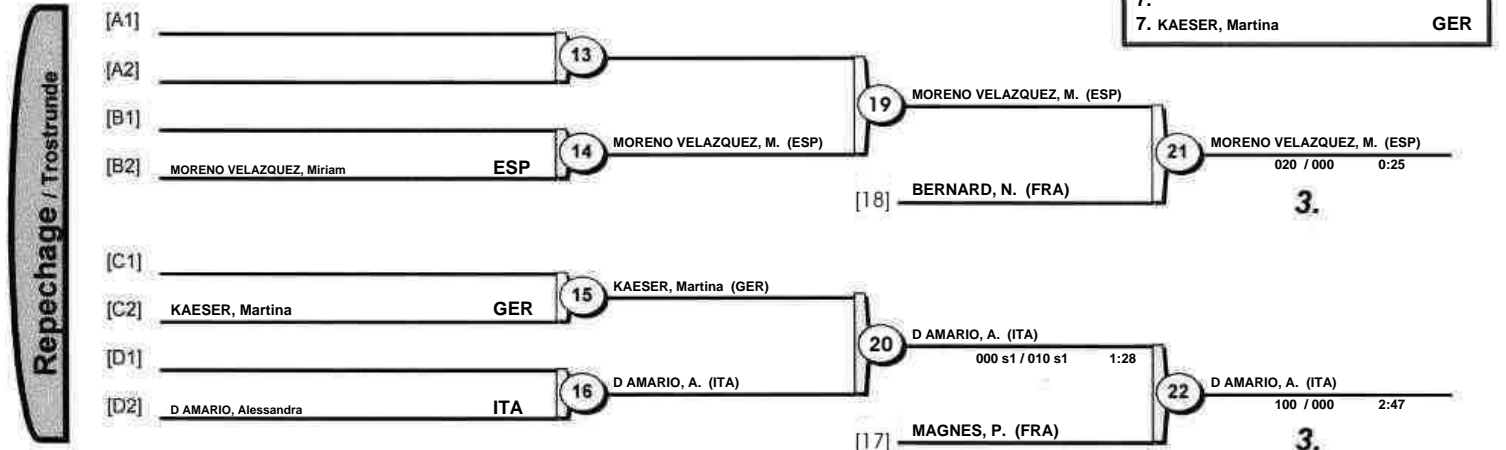 7.
7. KAESER, Martina GER
Repechage / Trostrunde
[A1]
13
[A2]
19 MORENO VELAZQUEZ, M. (ESP)
[B1]
14 MORENO VELAZQUEZ, M. (ESP)
21 MORENO VELAZQUEZ, M. (ESP)
020 / 000 0:25
[B2] MORENO VELAZQUEZ, Miriam ESP
[18] BERNARD, N. (FRA)
3.
[C1]
15 KAESER, Martina (GER)
[C2] KAESER, Martina GER
20 D AMARIO, A. (ITA)
000 s1 / 010 s1 1:28
[D1]
16 D AMARIO, A. (ITA)
22 D AMARIO, A. (ITA)
100 / 000 2:47
[D2] D AMARIO, Alessandra ITA
[17] MAGNES, P. (FRA)
3.